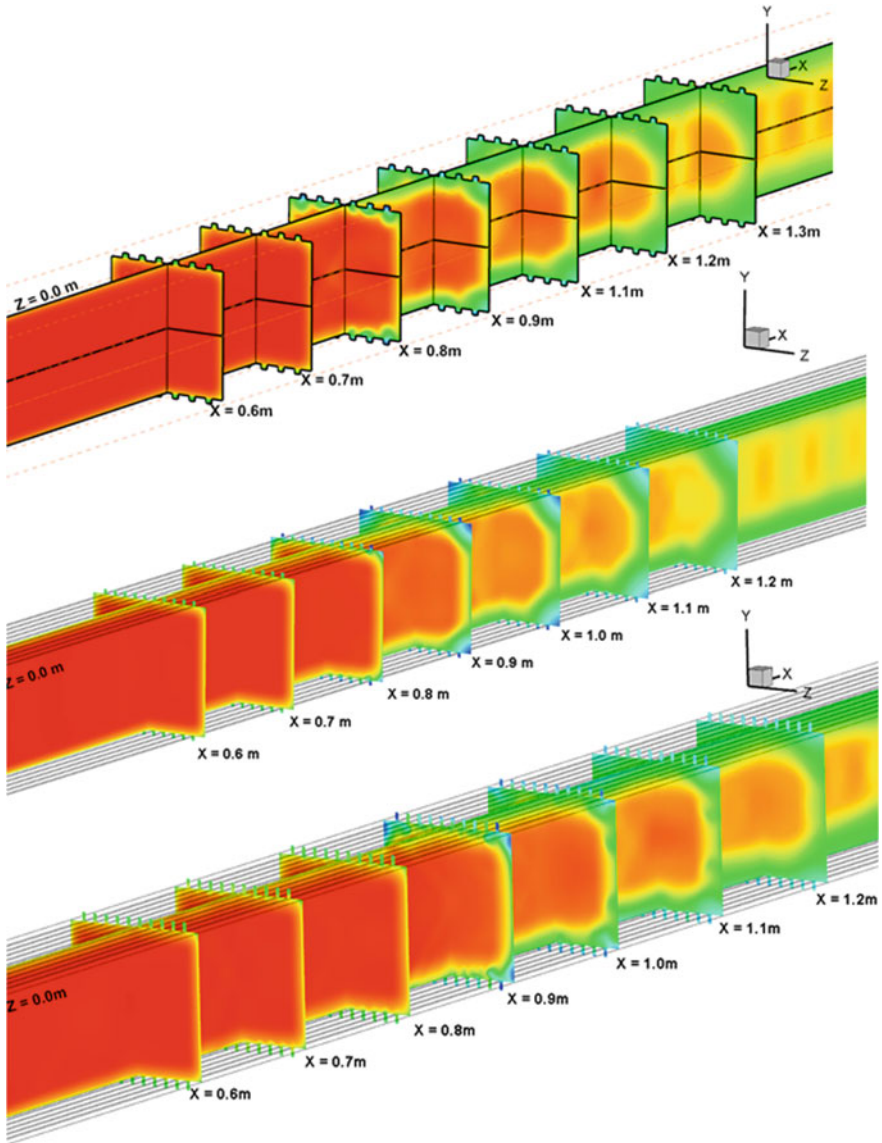 Y
X
Z
Z = 0.0 m
X = 0.6m
X = 0.7m
X = 0.8m
X = 0.9m
X = 1.1m
X = 1.2m
X = 1.3m
Y
X
Z
Z = 0.0 m
X = 0.6 m
X = 0.7 m
X = 0.8 m
X = 0.9 m
X = 1.0 m
X = 1.1 m
X = 1.2 m
Y
X
Z
Z = 0.0m
X = 0.6m
X = 0.7m
X = 0.8m
X = 0.9m
X = 1.0m
X = 1.1m
X = 1.2m